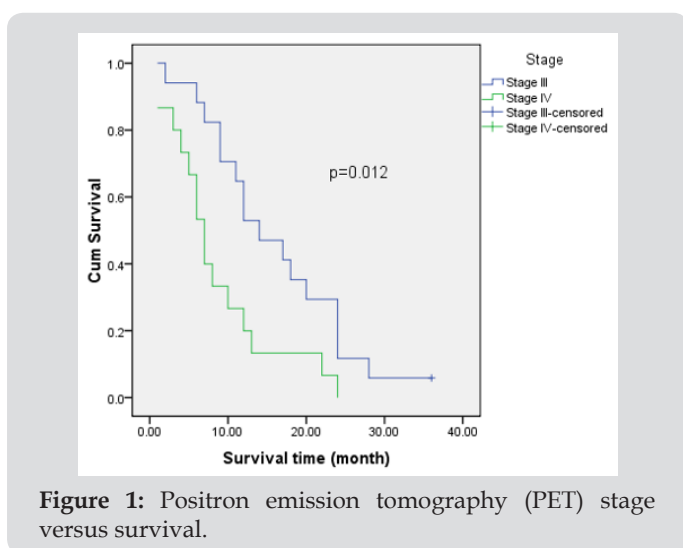 Stage
Stage III
Stage IV
Stage III-censored
Stage IV-censored
p=0.012
Cum Survival
1.0
0.8
0.6
0.4
0.2
0.0
0.00 10.00 20.00 30.00 40.00
Survival time (month)
Figure 1: Positron emission tomography (PET) stage
versus survival.